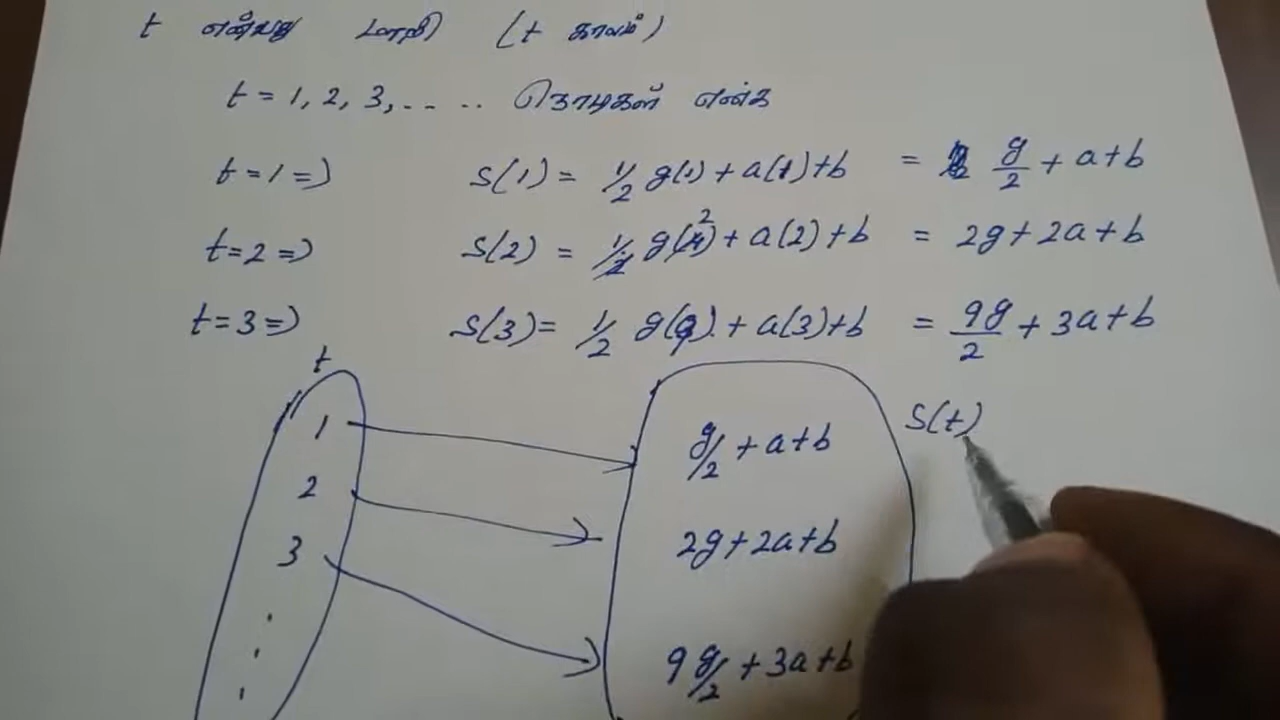 t என்பது மாறி (t காலம்)
t = 1, 2, 3, . . . . . நொடிகள் என்க
t = 1 => S(1) = 1/2 g(1) + a(1) + b = g/2 + a + b
t = 2 => S(2) = 1/2 g(4) + a(2) + b = 2g + 2a + b
t = 3 => S(3) = 1/2 g(9) + a(3) + b = 9g/2 + 3a + b
t
S(t)
1 g/2 + a + b
2 2g + 2a + b
3 9g/2 + 3a + b